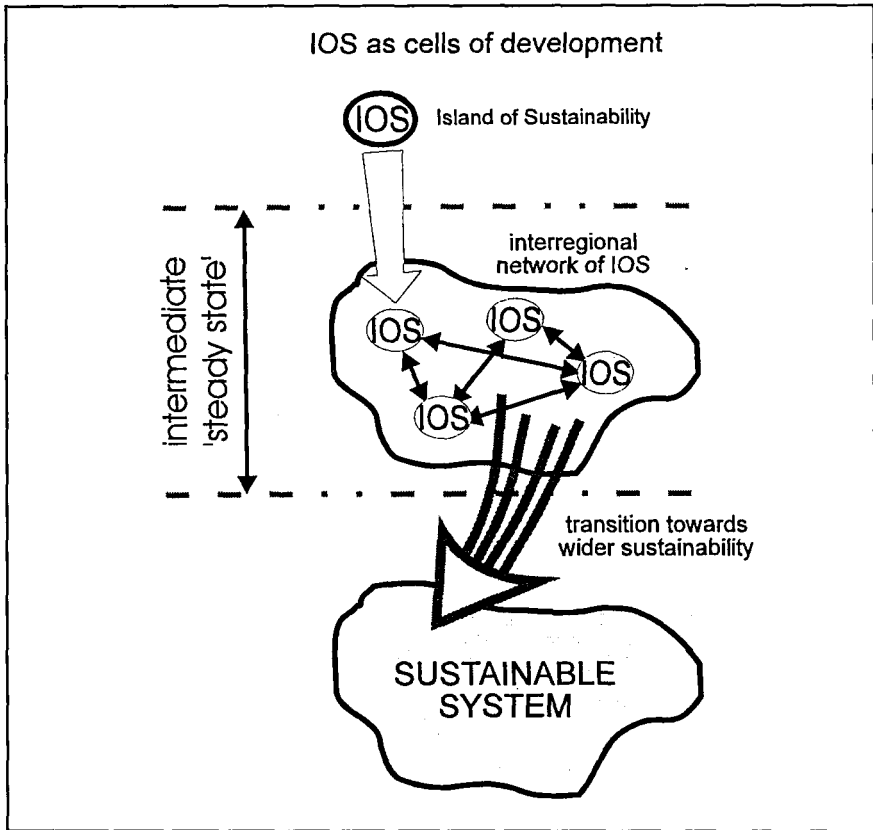 IOS as cells of development
IOS
Island of Sustainability
intermediate
'steady state'
interregional
network of IOS
IOS
IOS
IOS
IOS
transition towards
wider sustainability
SUSTAINABLE
SYSTEM